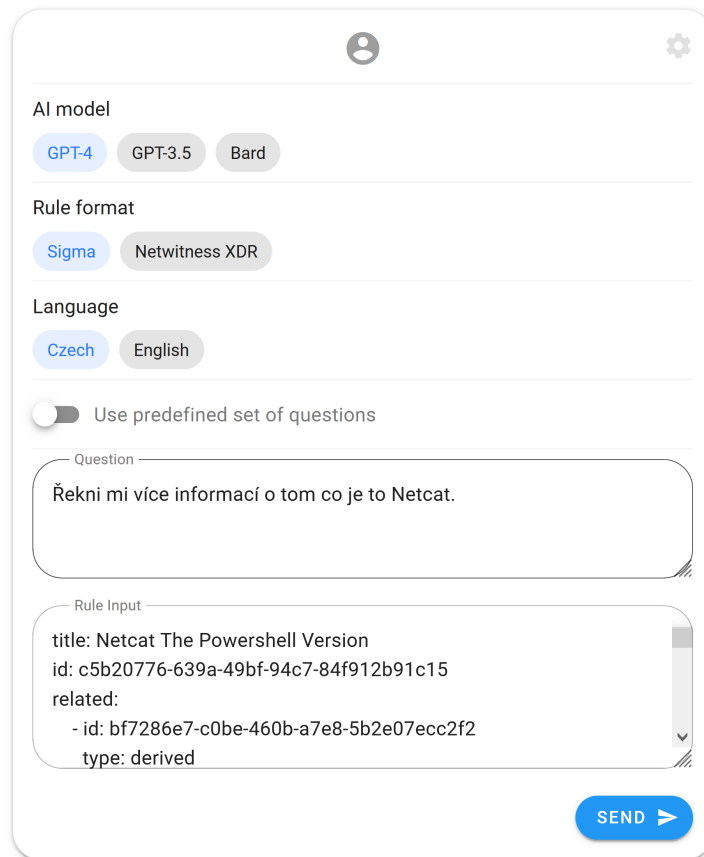 AI model
GPT-4 GPT-3.5 Bard
Rule format
Sigma Netwitness XDR
Language
Czech English
Use predefined set of questions
Question
Řekni mi více informací o tom co je to Netcat.
Rule Input
title: Netcat The Powershell Version
id: c5b20776-639a-49bf-94c7-84f912b91c15
related:
- id: bf7286e7-c0be-460b-a7e8-5b2e07ecc2f2
type: derived
SEND